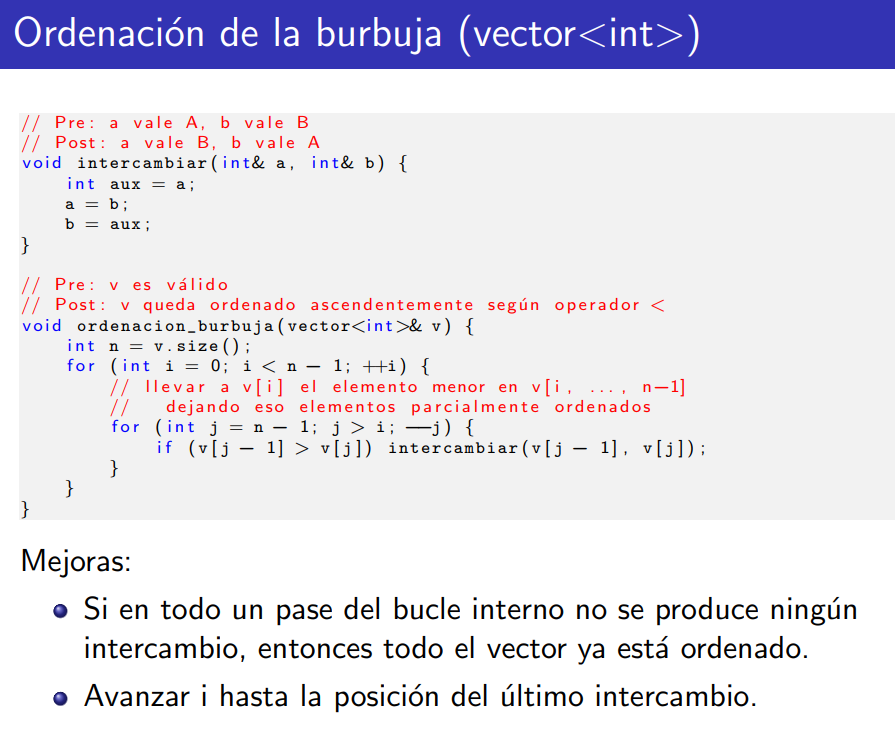 Ordenación de la burbuja (vector<int>)
// Pre: a vale A, b vale B
// Post: a vale B, b vale A
void intercambiar(int& a, int& b) {
    int aux = a;
    a = b;
    b = aux;
}
// Pre: v es válido
// Post: v queda ordenado ascendentemente según operador <
void ordenacion_burbuja(vector<int>& v) {
    int n = v.size();
    for (int i = 0; i < n − 1; ++i) {
        // llevar a v[i] el elemento menor en v[i, ..., n−1]
        //   dejando eso elementos parcialmente ordenados
        for (int j = n − 1; j > i; −−j) {
            if (v[j − 1] > v[j]) intercambiar(v[j − 1], v[j]);
        }
    }
}
Mejoras:
Si en todo un pase del bucle interno no se produce ningún
intercambio, entonces todo el vector ya está ordenado.
Avanzar i hasta la posición del último intercambio.